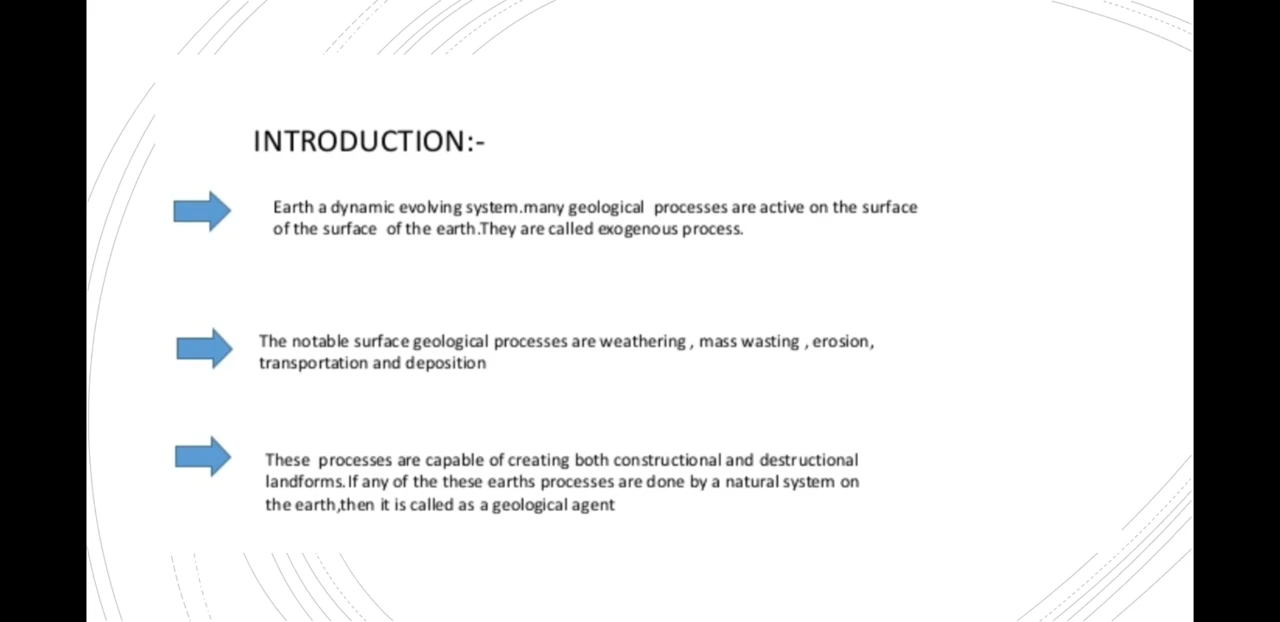 INTRODUCTION:-
Earth a dynamic evolving system.many geological processes are active on the surface
of the surface of the earth.They are called exogenous process.
The notable surface geological processes are weathering , mass wasting , erosion,
transportation and deposition
These processes are capable of creating both constructional and destructional
landforms.If any of the these earths processes are done by a natural system on
the earth,then it is called as a geological agent